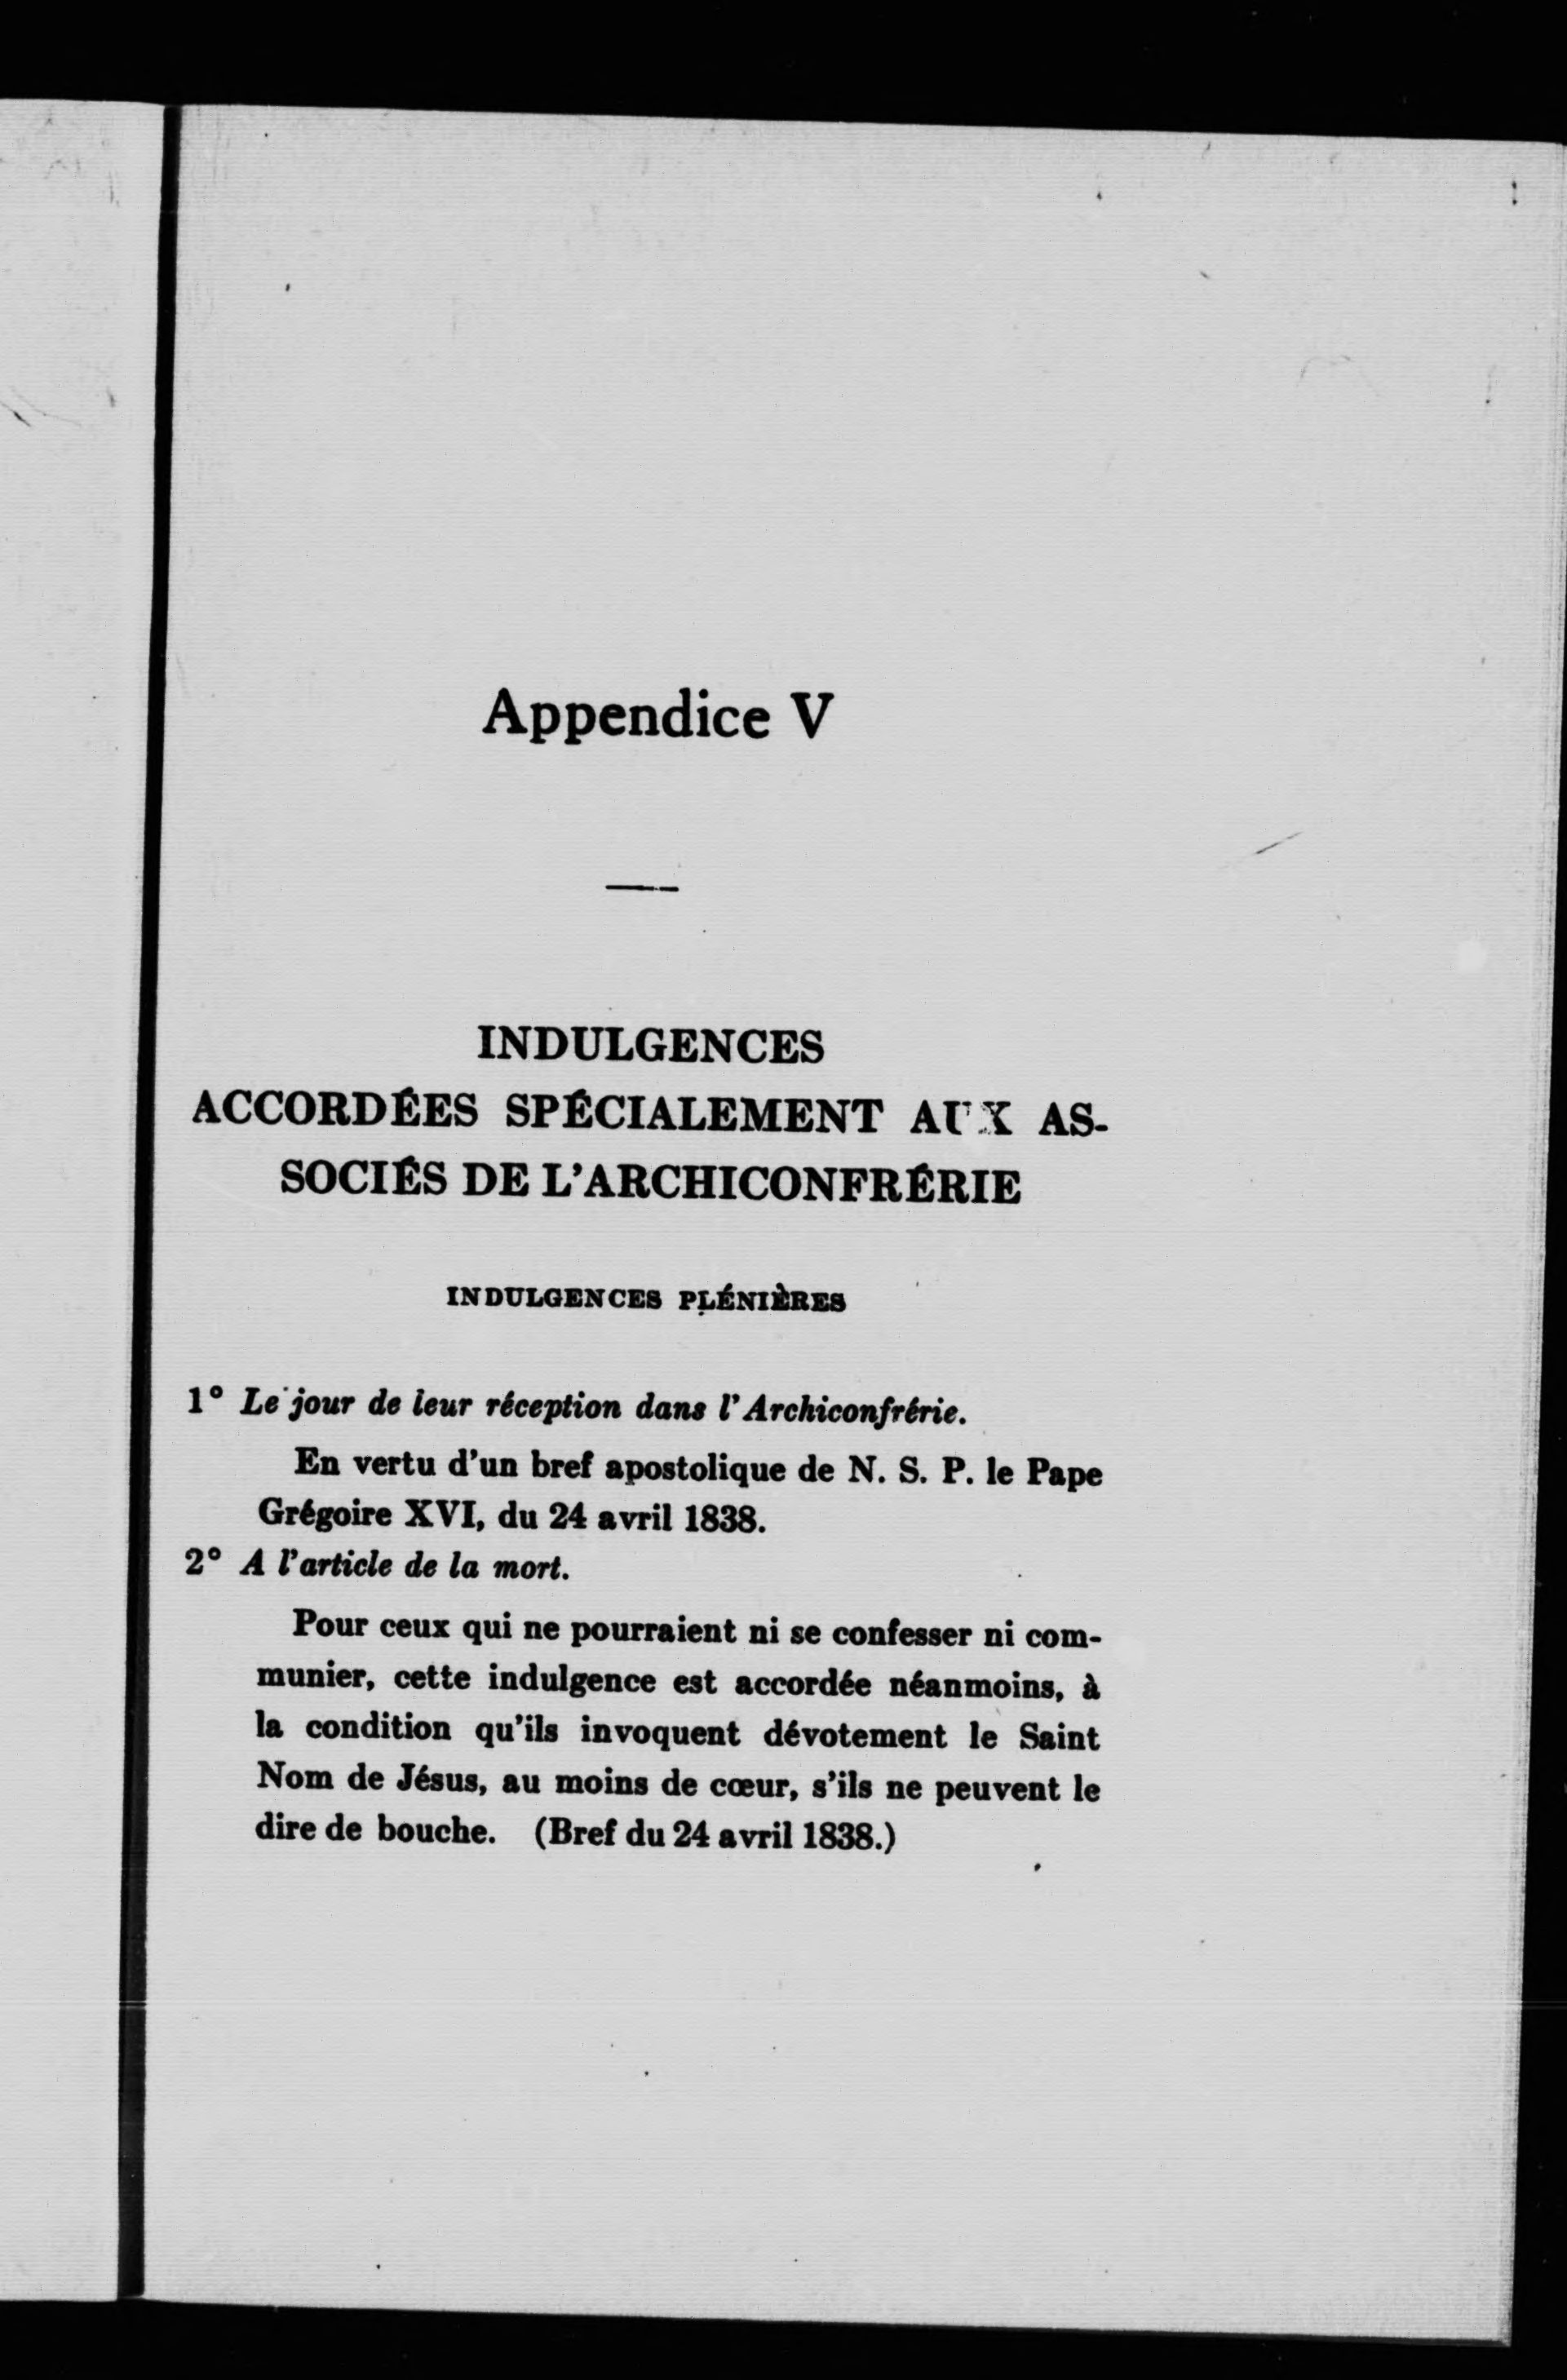 Appendice V
INDULGENCES
ACCORDÉES SPÉCIALEMENT AUX AS-
SOCIÉS DE L'ARCHICONFRÉRIE
INDULGENCES PLÉNIÈRES
1° Le jour de leur réception dans l'Archiconfrérie.
En vertu d'un bref apostolique de N. S. P. le Pape
Grégoire XVI, du 24 avril 1838.
2° A l'article de la mort.
Pour ceux qui ne pourraient ni se confesser ni com-
munier, cette indulgence est accordée néanmoins, à
la condition qu'ils invoquent dévotement le Saint
Nom de Jésus, au moins de cœur, s'ils ne peuvent le
dire de bouche. (Bref du 24 avril 1838.)